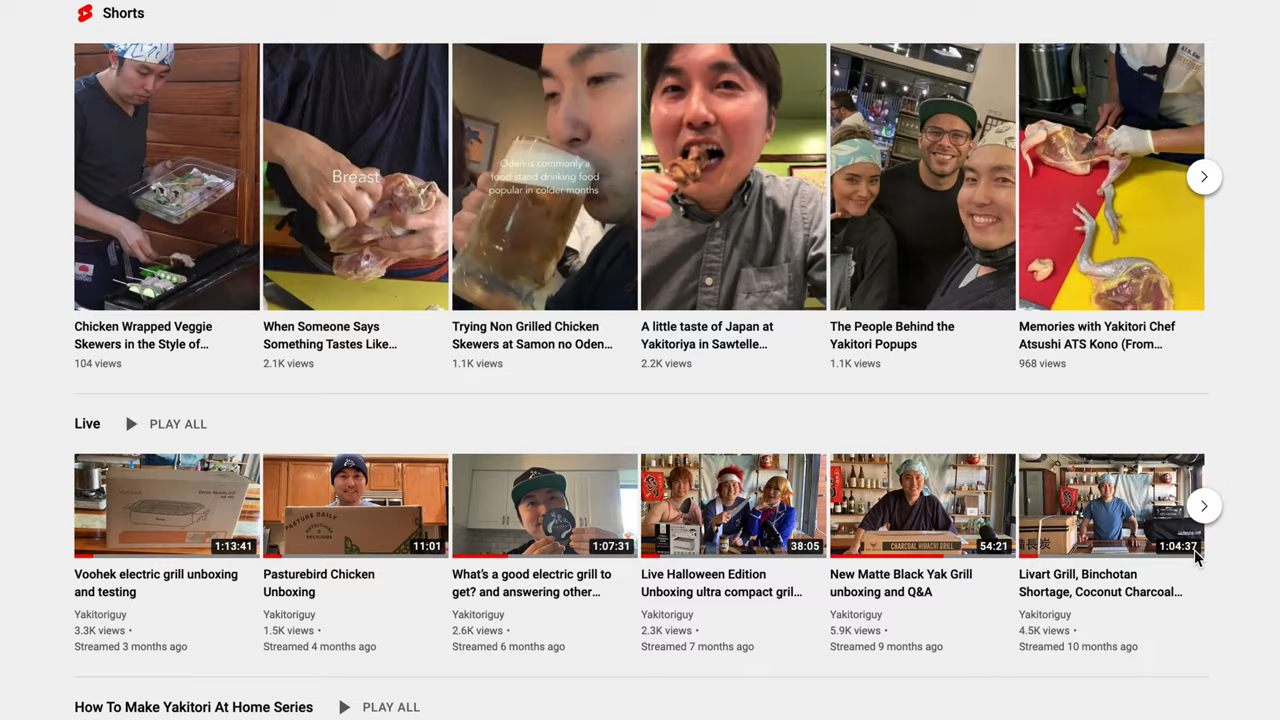 Shorts
Breast
Oden is commonly a
food stand drinking food
popular in colder months
Chicken Wrapped Veggie
Skewers in the Style of...
104 views
When Someone Says
Something Tastes Like...
2.1K views
Trying Non Grilled Chicken
Skewers at Samon no Oden...
1.1K views
A little taste of Japan at
Yakitoriya in Sawtelle...
2.2K views
The People Behind the
Yakitori Popups
1.1K views
Memories with Yakitori Chef
Atsushi ATS Kono (From...
968 views
Live
PLAY ALL
PASTURE DAILY
NUTRITIOUS &
DELICIOUS
CHARCOAL HIBACHI GRILL
1:13:41
11:01
1:07:31
38:05
54:21
1:04:37
Voohek electric grill unboxing
and testing
Yakitoriguy
3.3K views •
Streamed 3 months ago
Pasturebird Chicken
Unboxing
Yakitoriguy
1.5K views •
Streamed 4 months ago
What's a good electric grill to
get? and answering other...
Yakitoriguy
2.6K views •
Streamed 6 months ago
Live Halloween Edition
Unboxing ultra compact gril...
Yakitoriguy
2.3K views •
Streamed 7 months ago
New Matte Black Yak Grill
unboxing and Q&A
Yakitoriguy
5.9K views •
Streamed 9 months ago
Livart Grill, Binchotan
Shortage, Coconut Charcoal...
Yakitoriguy
4.5K views •
Streamed 10 months ago
How To Make Yakitori At Home Series
PLAY ALL